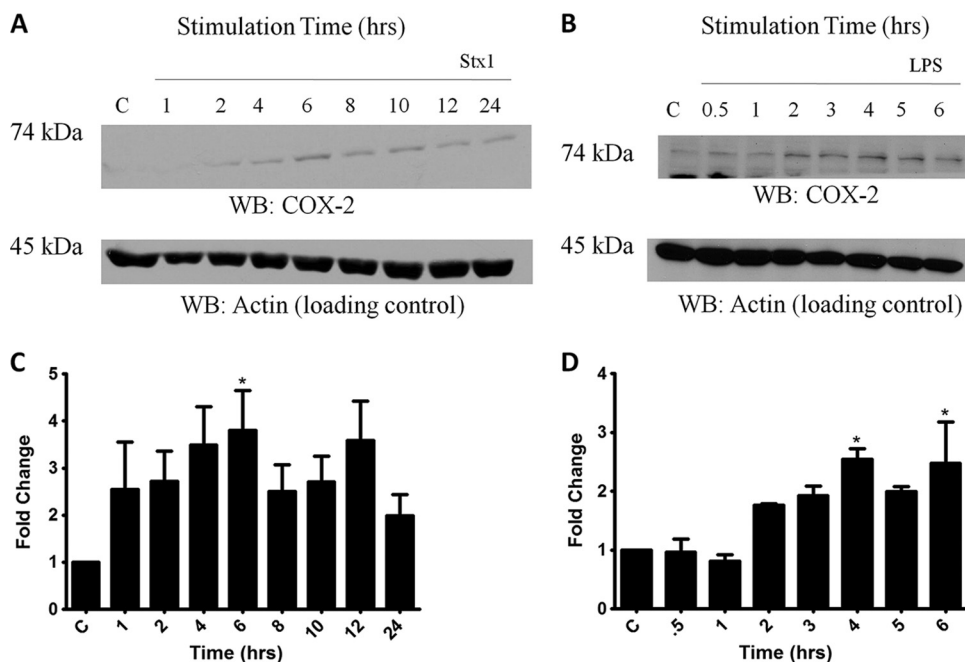 A
Stimulation Time (hrs)
Stx1
C 1 2 4 6 8 10 12 24
74 kDa
WB: COX-2
45 kDa
WB: Actin (loading control)
B
Stimulation Time (hrs)
LPS
C 0.5 1 2 3 4 5 6
74 kDa
WB: COX-2
45 kDa
WB: Actin (loading control)
C
Fold Change
5
4
3
2
1
0
*
C 1 2 4 6 8 10 12 24
Time (hrs)
D
Fold Change
4
3
2
1
0
* *
C .5 1 2 3 4 5 6
Time (hrs)